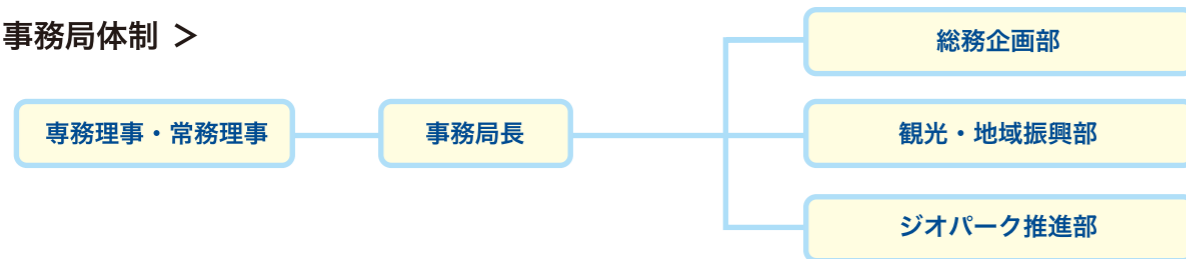 事務局体制 ＞
総務企画部
専務理事・常務理事
事務局長
観光・地域振興部
ジオパーク推進部